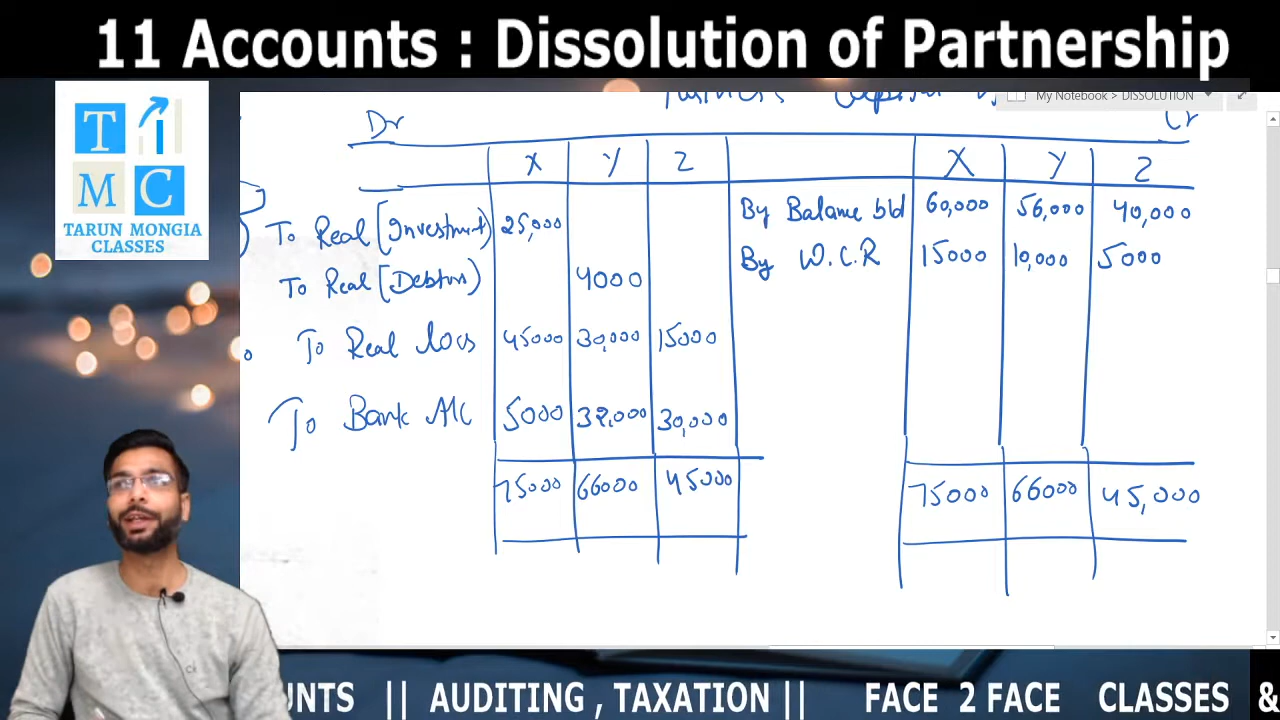 11 Accounts : Dissolution of Partnership
T I
M C
TARUN MONGIA
CLASSES
My Notebook > DISSOLUTION
Dr Cr
X Y Z X Y Z
To Real [Investment] 25,000 By Balance b/d 60,000 56,000 40,000
To Real [Debtors] 4000 By W.C.R 15000 10,000 5000
To Real loss 45000 30,000 15000
To Bank A/C 5000 32,000 30,000
75000 66000 45000 75000 66000 45,000
OUNTS || AUDITING , TAXATION || FACE 2 FACE CLASSES &